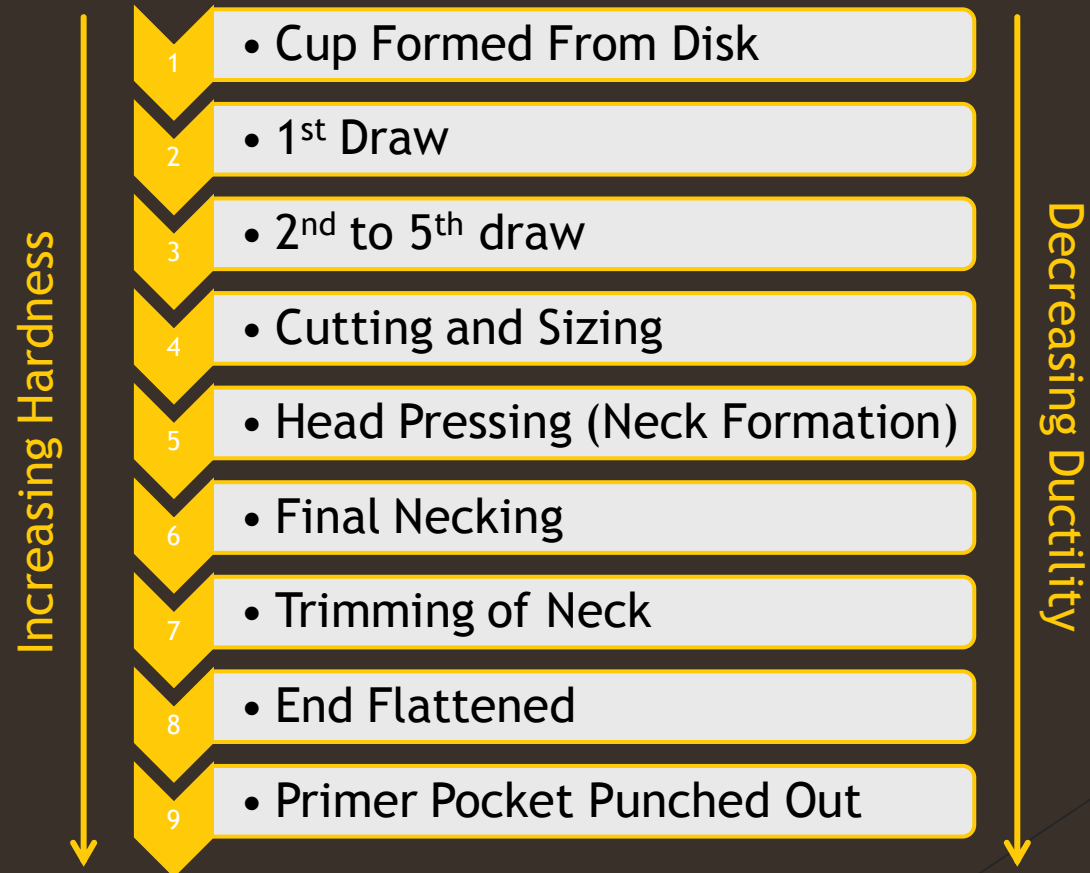 Increasing Hardness
1
• Cup Formed From Disk
2
• 1st Draw
3
• 2nd to 5th draw
4
• Cutting and Sizing
5
• Head Pressing (Neck Formation)
6
• Final Necking
7
• Trimming of Neck
8
• End Flattened
9
• Primer Pocket Punched Out
Decreasing Ductility